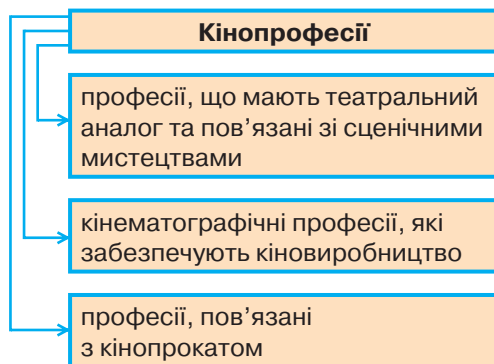 Кінопрофесії
професії, що мають театральний
аналог та пов’язані зі сценічними
мистецтвами
кінематографічні професії, які
забезпечують кіновиробництво
професії, пов’язані
з кінопрокатом